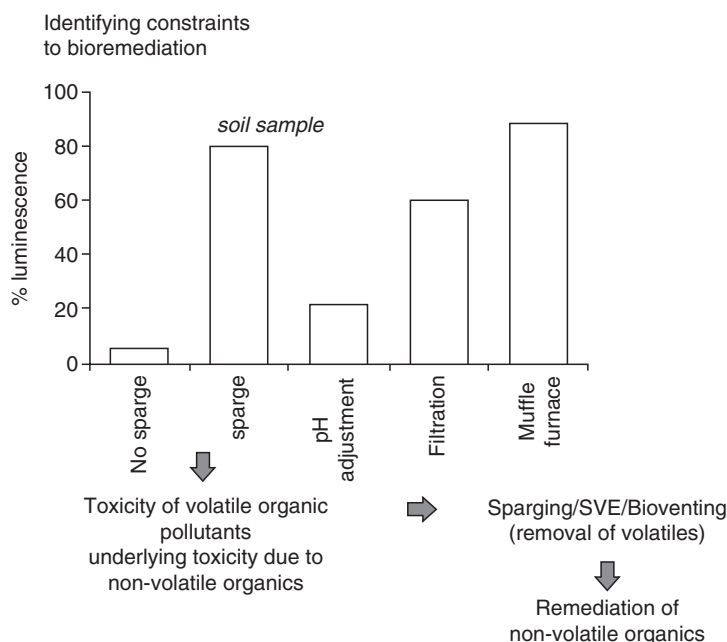 Identifying constraints
to bioremediation
% luminescence
100
80
60
40
20
0
soil sample
No sparge
sparge
pH
adjustment
Filtration
Muffle
furnace
Toxicity of volatile organic
pollutants
underlying toxicity due to
non-volatile organics
Sparging/SVE/Bioventing
(removal of volatiles)
Remediation of
non-volatile organics